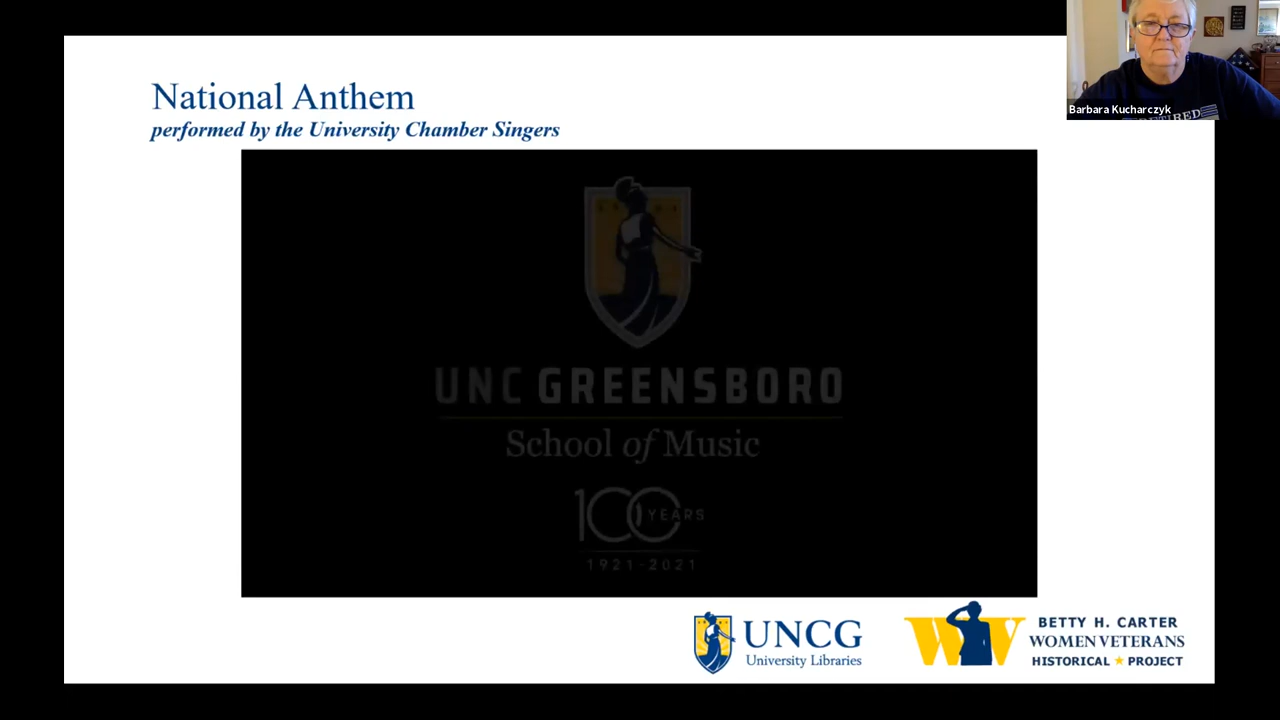 National Anthem
performed by the University Chamber Singers
Barbara Kucharczyk
UNC GREENSBORO
School of Music
100 YEARS
1921-2021
UNCG
University Libraries
W
BETTY H. CARTER
WOMEN VETERANS
HISTORICAL ★ PROJECT